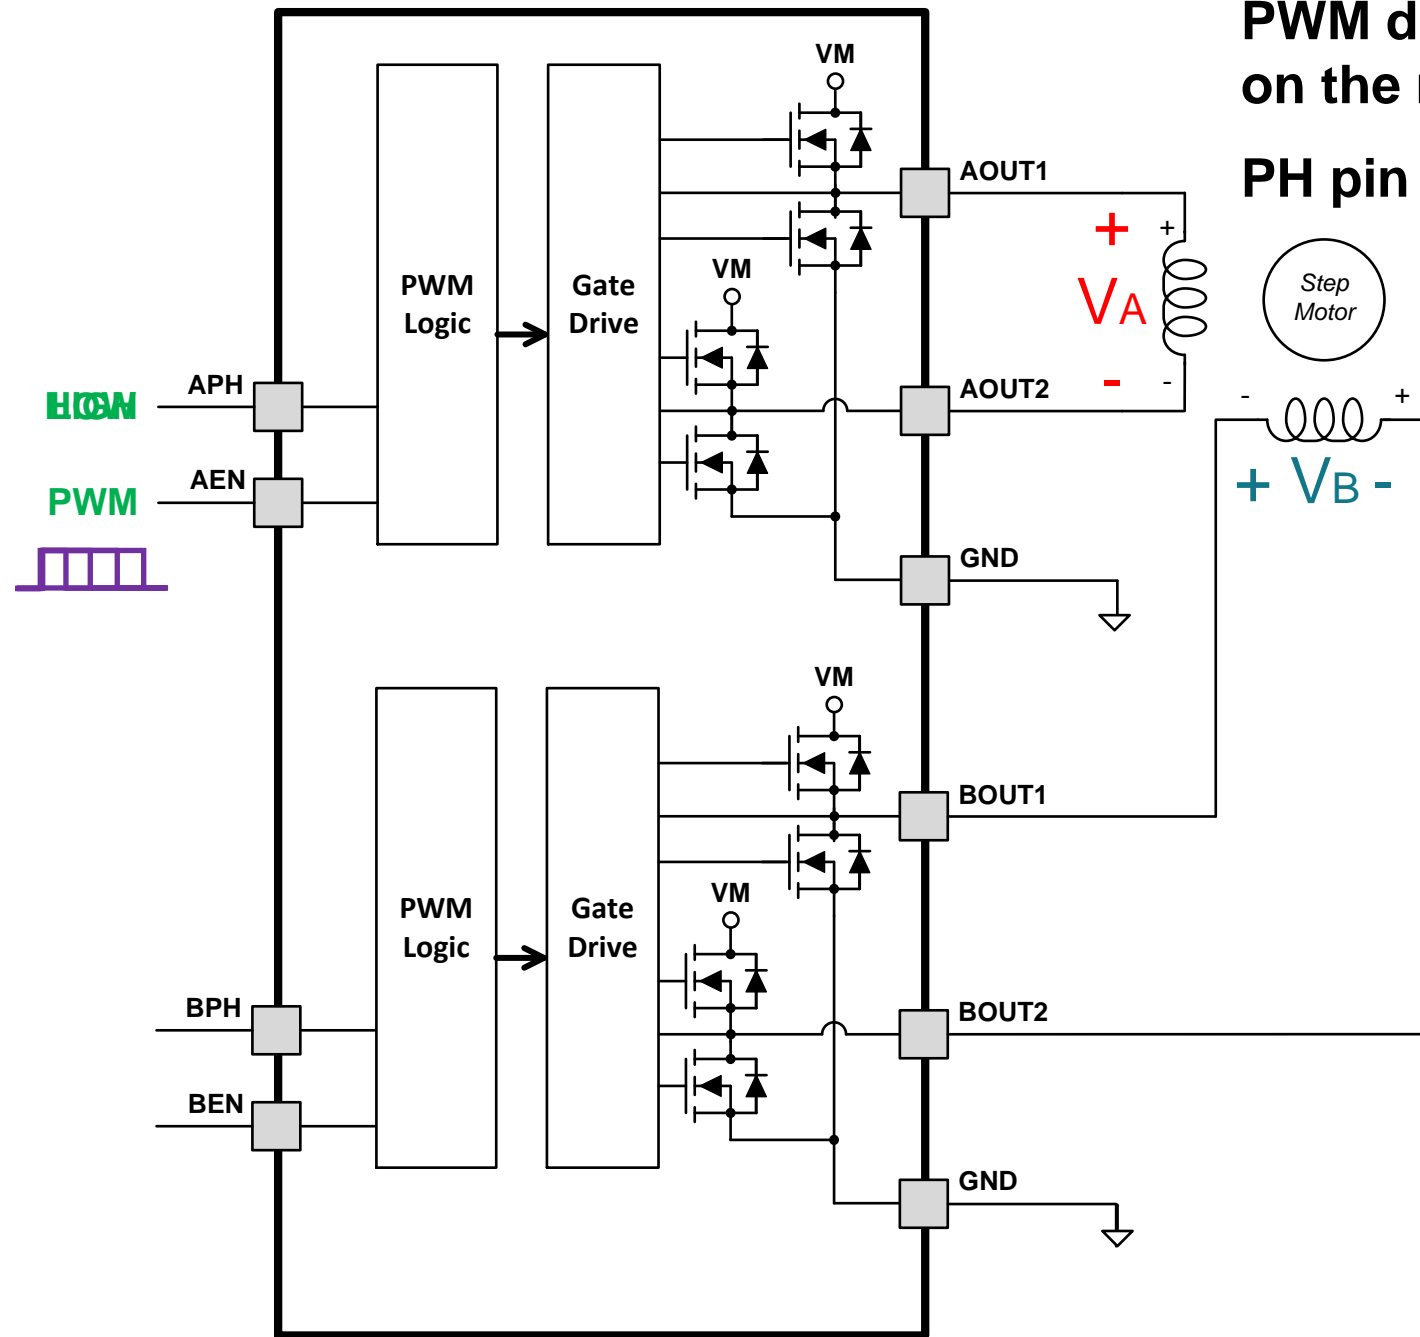 PWM d
on the
PH pin
VM
AOUT1
+
+
VA
Step
Motor
PWM
Logic
Gate
Drive
VM
APH
AOUT2
-
-
-
+
AEN
PWM
+ VB -
GND
VM
BOUT1
PWM
Logic
Gate
Drive
VM
BPH
BOUT2
BEN
GND